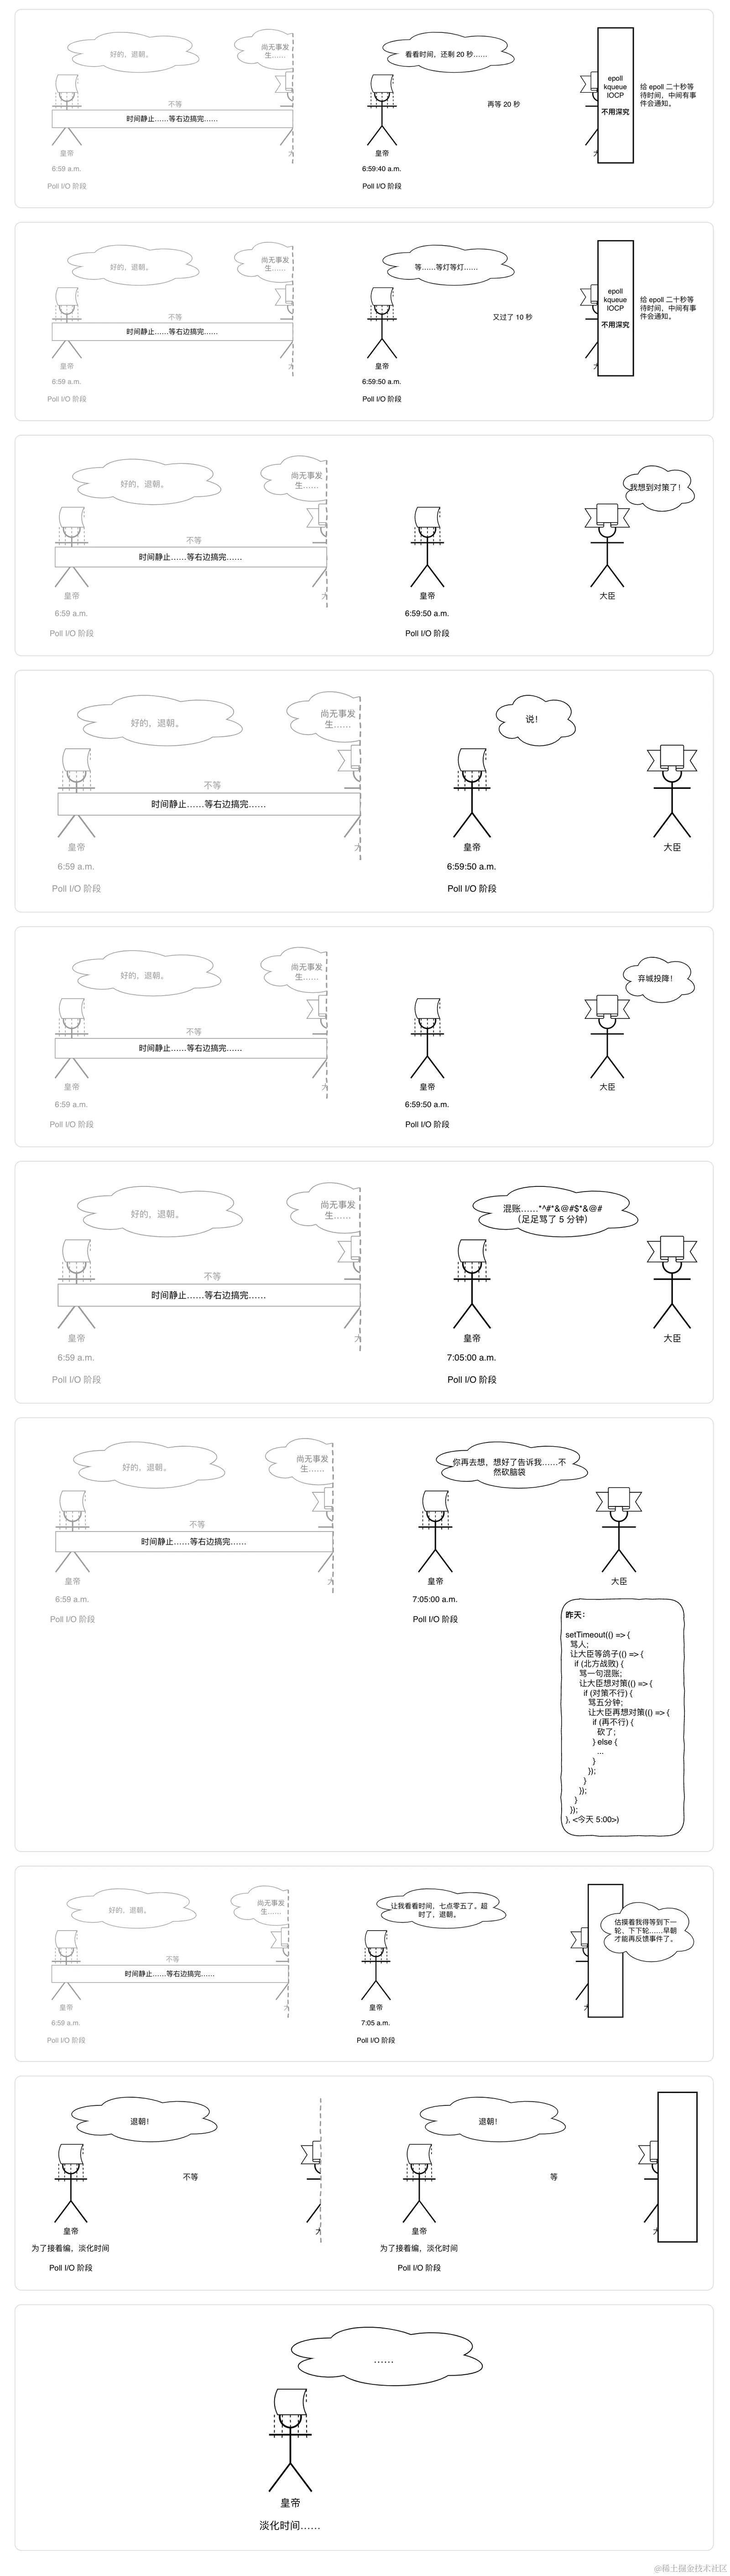 好的，退朝。
尚无事发
生……
不等
时间静止……等右边搞完……
皇帝
大
6:59 a.m.
Poll I/O 阶段
看看时间，还剩 20 秒……
再等 20 秒
皇帝
大
6:59:40 a.m.
Poll I/O 阶段
epoll
kqueue
IOCP
不用深究
给 epoll 二十秒等
待时间，中间有事
件会通知。
好的，退朝。
尚无事发
生……
不等
时间静止……等右边搞完……
皇帝
大
6:59 a.m.
Poll I/O 阶段
等……等灯等灯……
又过了 10 秒
皇帝
大
6:59:50 a.m.
Poll I/O 阶段
epoll
kqueue
IOCP
不用深究
给 epoll 二十秒等
待时间，中间有事
件会通知。
好的，退朝。
尚无事发
生……
不等
时间静止……等右边搞完……
皇帝
大
6:59 a.m.
Poll I/O 阶段
我想到对策了！
皇帝
大臣
6:59:50 a.m.
Poll I/O 阶段
好的，退朝。
尚无事发
生……
不等
时间静止……等右边搞完……
皇帝
大
6:59 a.m.
Poll I/O 阶段
说！
皇帝
大臣
6:59:50 a.m.
Poll I/O 阶段
好的，退朝。
尚无事发
生……
不等
时间静止……等右边搞完……
皇帝
大
6:59 a.m.
Poll I/O 阶段
弃城投降！
皇帝
大臣
6:59:50 a.m.
Poll I/O 阶段
好的，退朝。
尚无事发
生……
不等
时间静止……等右边搞完……
皇帝
大
6:59 a.m.
Poll I/O 阶段
混账……*^#*&@#$*&@#
（足足骂了 5 分钟）
皇帝
大臣
7:05:00 a.m.
Poll I/O 阶段
好的，退朝。
尚无事发
生……
不等
时间静止……等右边搞完……
皇帝
大
6:59 a.m.
Poll I/O 阶段
你再去想，想好了告诉我……不
然砍脑袋
皇帝
大臣
7:05:00 a.m.
Poll I/O 阶段
昨天：
setTimeout(() => {
骂人;
让大臣等鸽子(() => {
if (北方战败) {
骂一句混账;
让大臣想对策(() => {
if (对策不行) {
骂五分钟;
让大臣再想对策(() => {
if (再不行) {
砍了;
} else {
...
}
});
}
});
}
});
}, <今天 5:00>)
好的，退朝。
尚无事发
生……
不等
时间静止……等右边搞完……
皇帝
大
6:59 a.m.
Poll I/O 阶段
让我看看时间，七点零五了。超
时了，退朝。
皇帝
大
7:05 a.m.
Poll I/O 阶段
估摸着我得等到下一
轮、下下轮……早朝
才能再反馈事件了。
退朝！
不等
皇帝
大
为了接着编，淡化时间
Poll I/O 阶段
退朝！
等
皇帝
大
为了接着编，淡化时间
Poll I/O 阶段
……
皇帝
淡化时间……
@稀土掘金技术社区